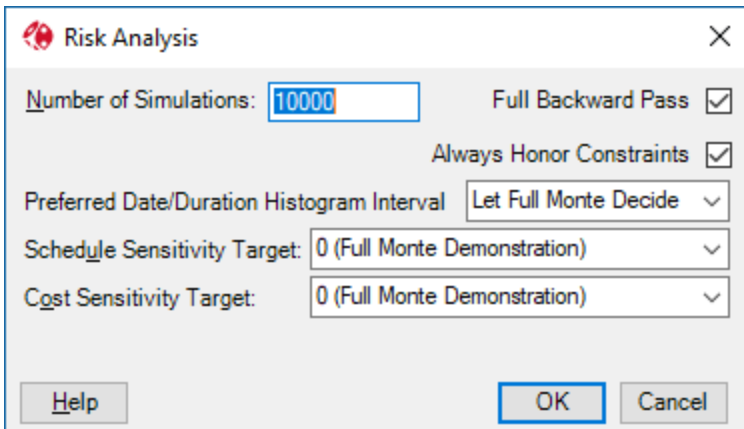 Risk Analysis
Number of Simulations: 10000 Full Backward Pass
Always Honor Constraints
Preferred Date/Duration Histogram Interval Let Full Monte Decide
Schedule Sensitivity Target: 0 (Full Monte Demonstration)
Cost Sensitivity Target: 0 (Full Monte Demonstration)
Help OK Cancel